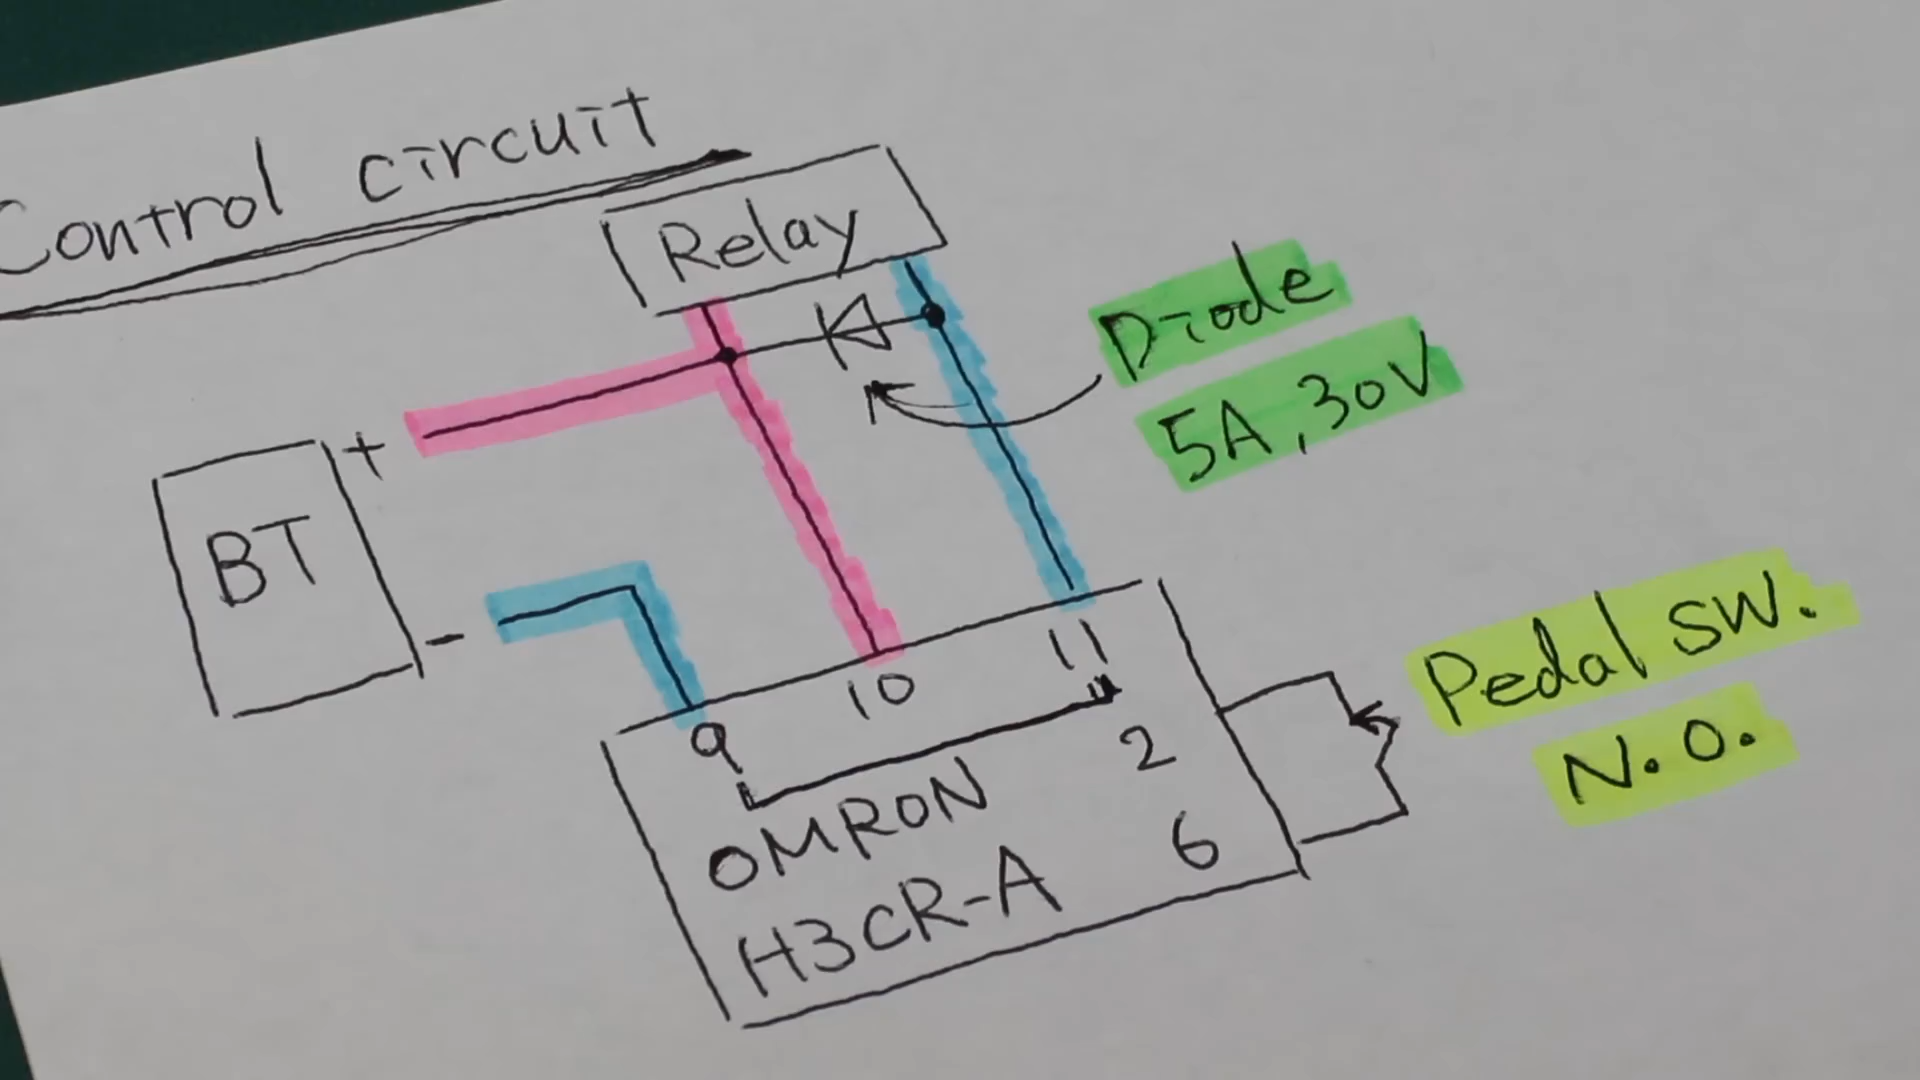 Control circuit
Relay
Diode
5A, 30V
+
BT
-
11
10
9
2
Pedal SW.
N.O.
OMRON
6
H3CR-A